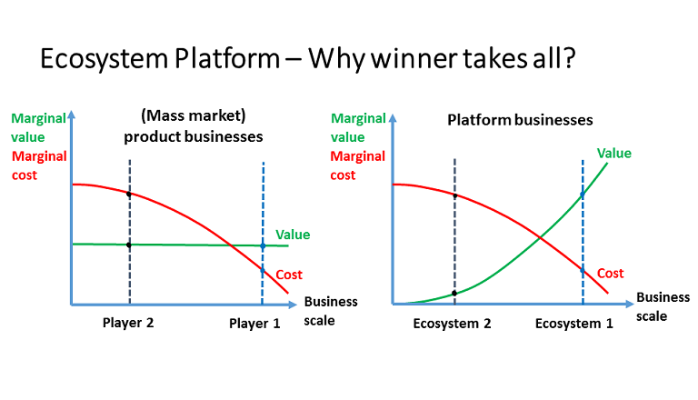 Ecosystem Platform – Why winner takes all?
Marginal
value
Marginal
cost
(Mass market)
product businesses
Value
Cost
Business
scale
Player 2
Player 1
Marginal
value
Marginal
cost
Platform businesses
Value
Cost
Business
scale
Ecosystem 2
Ecosystem 1